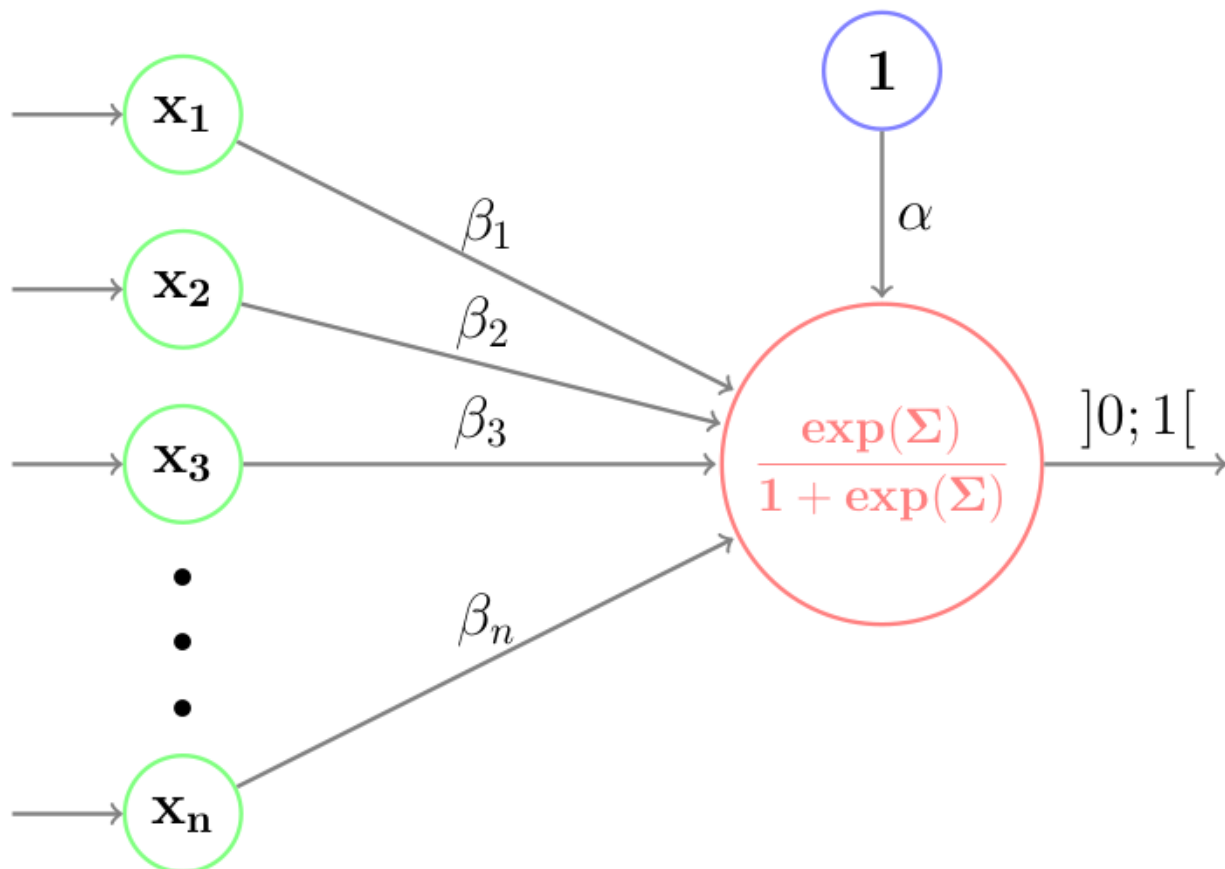 x₁
1
β₁
α
x₂
β₂
β₃
]0; 1[
x₃
exp(Σ)
1 + exp(Σ)
βₙ
xₙ